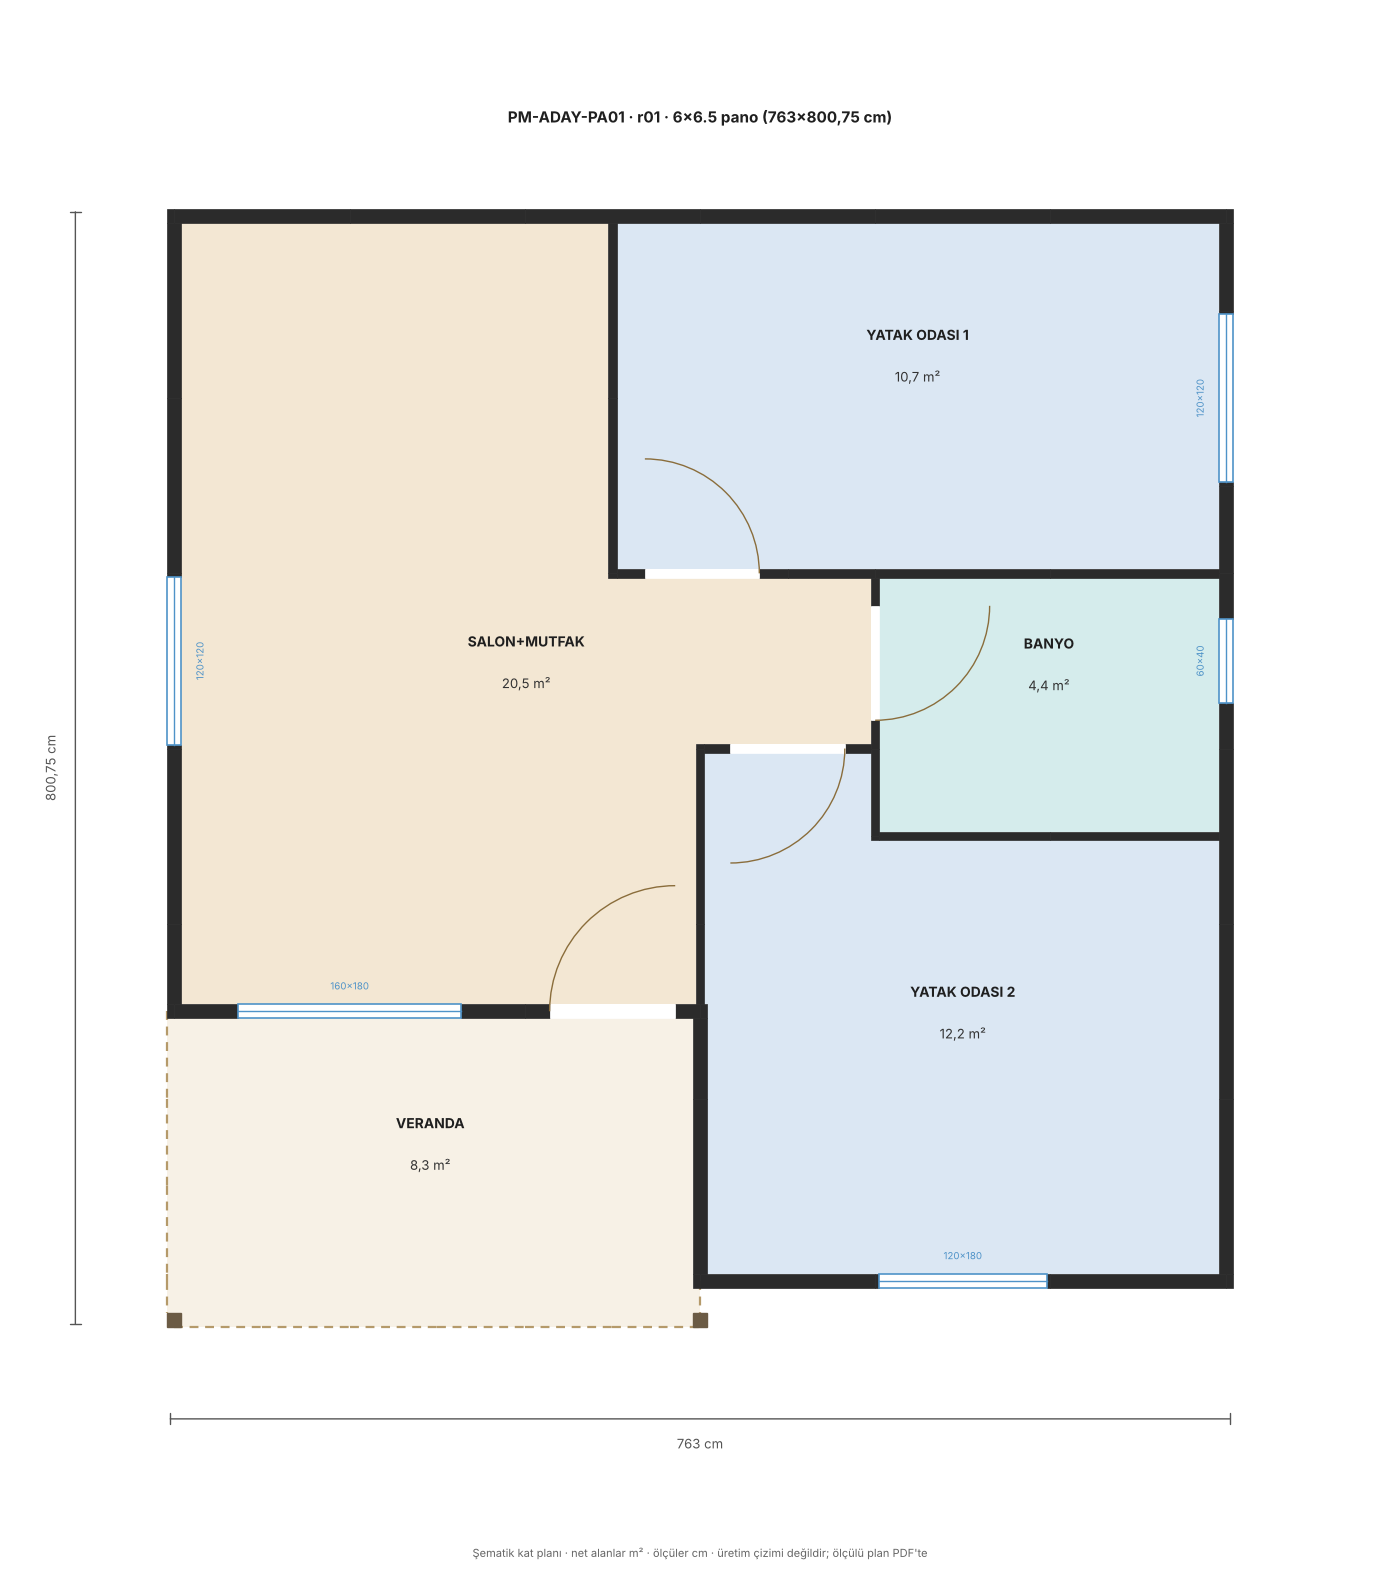 PM-ADAY-PA01 · r01 · 6×6.5 pano (763×800,75 cm)
YATAK ODASI 1
10,7 m²
120×120
SALON+MUTFAK
20,5 m²
120×120
BANYO
4,4 m²
60×40
800,75 cm
160×180
YATAK ODASI 2
12,2 m²
VERANDA
8,3 m²
120×180
763 cm
Şematik kat planı · net alanlar m² · ölçüler cm · üretim çizimi değildir; ölçülü plan PDF'te